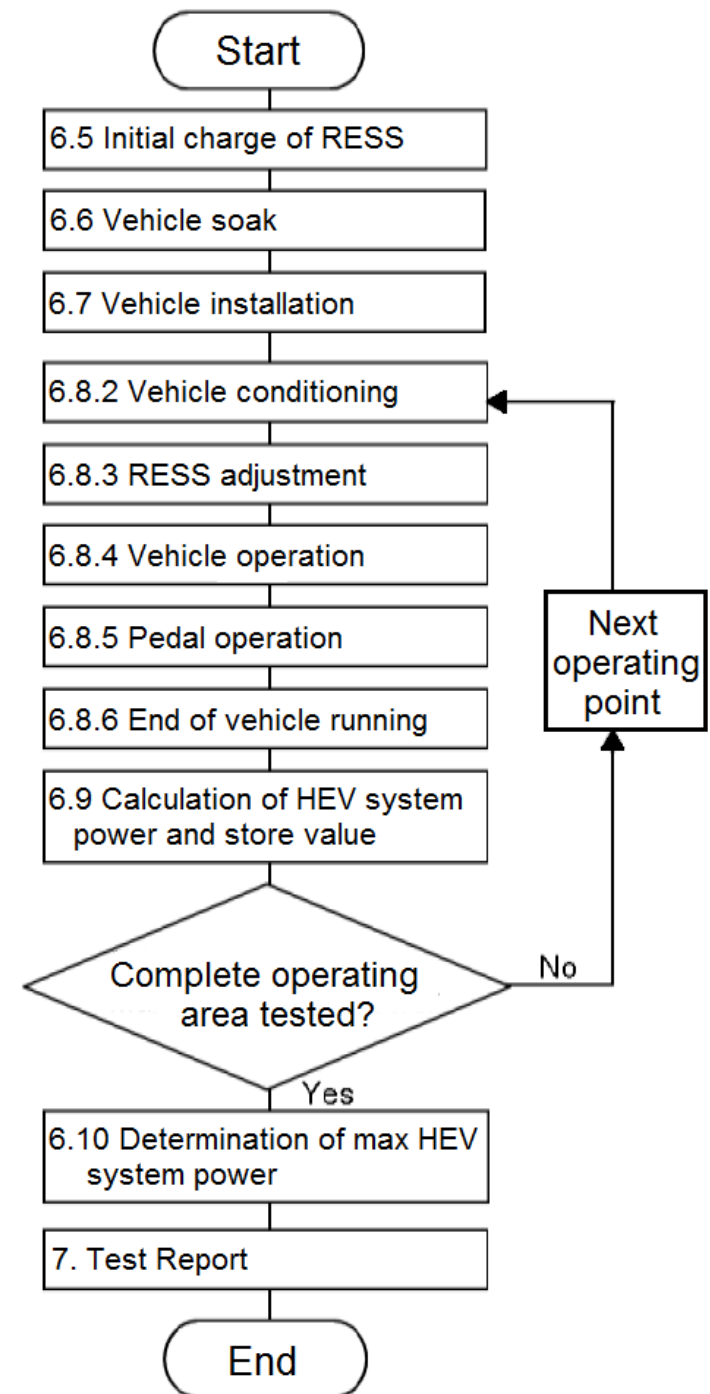 Start
6.5 Initial charge of RESS
6.6 Vehicle soak
6.7 Vehicle installation
6.8.2 Vehicle conditioning
6.8.3 RESS adjustment
6.8.4 Vehicle operation
6.8.5 Pedal operation
Next
operating
point
6.8.6 End of vehicle running
6.9 Calculation of HEV system
power and store value
Complete operating
area tested?
No
Yes
6.10 Determination of max HEV
system power
7. Test Report
End